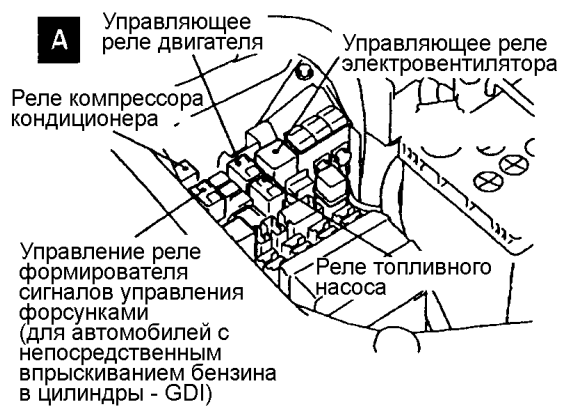 A
Управляющее
реле двигателя
Управляющее реле
электровентилятора
Реле компрессора
кондиционера
Управление реле
формирователя
сигналов управления
форсунками
(для автомобилей с
непосредственным
впрыскиванием бензина
в цилиндры - GDI)
Реле топливного
насоса